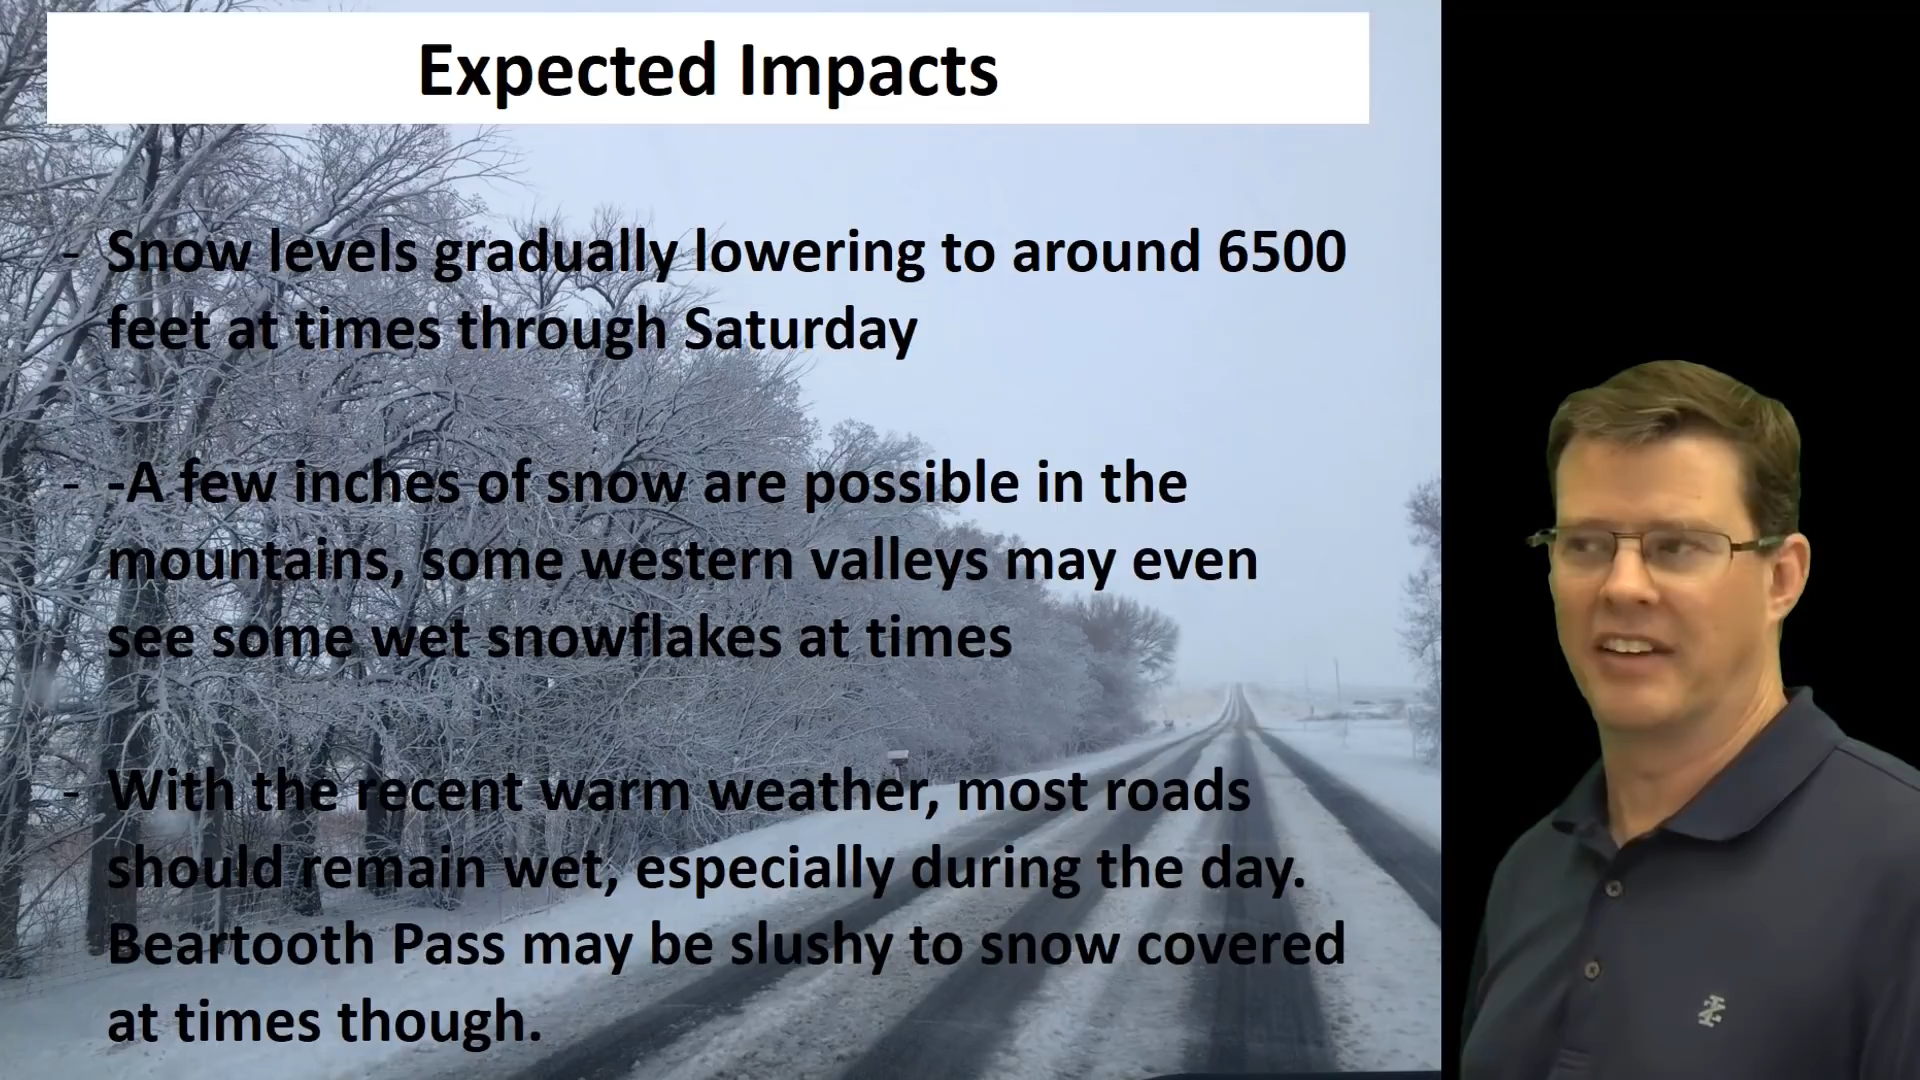 Expected Impacts
- Snow levels gradually lowering to around 6500
feet at times through Saturday
- -A few inches of snow are possible in the
mountains, some western valleys may even
see some wet snowflakes at times
- With the recent warm weather, most roads
should remain wet, especially during the day.
Beartooth Pass may be slushy to snow covered
at times though.